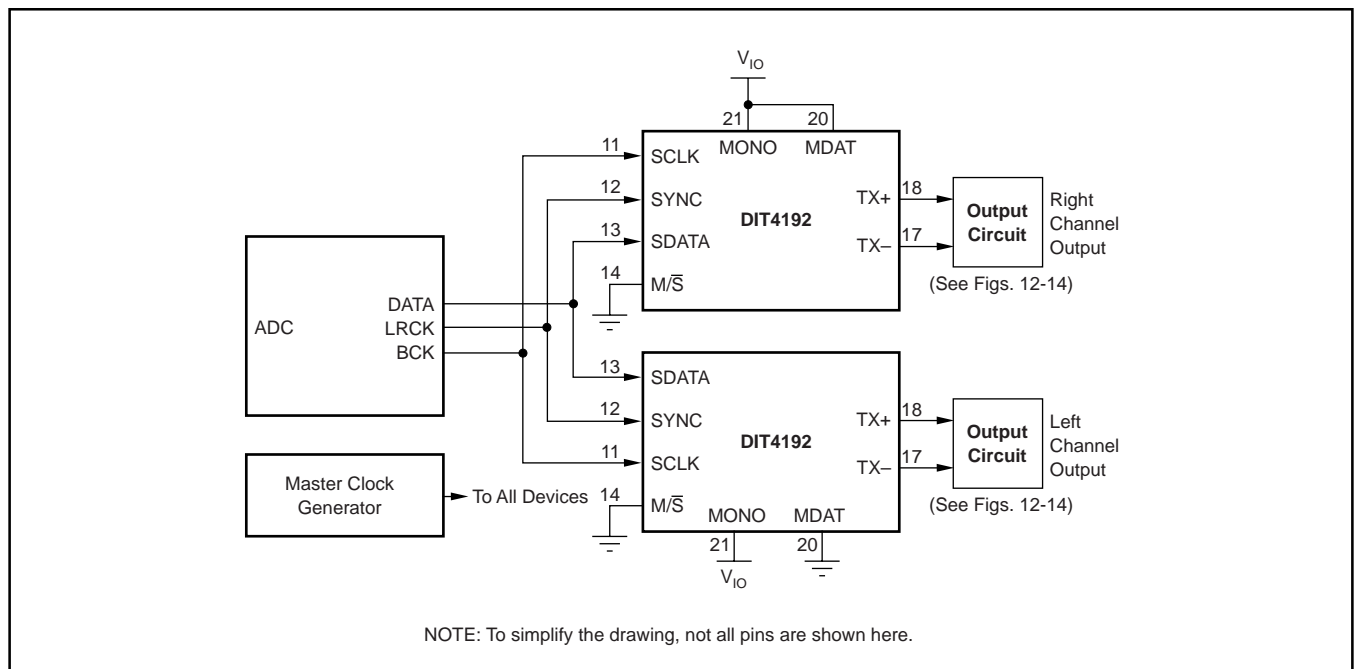 VIO
21
20
MONO
MDAT
11
SCLK
12
SYNC
13
SDATA
14
M/S̅
DIT4192
TX+
18
TX–
17
Output
Circuit
Right
Channel
Output
(See Figs. 12-14)
ADC
DATA
LRCK
BCK
13
SDATA
12
SYNC
11
SCLK
14
M/S̅
DIT4192
TX+
18
TX–
17
Output
Circuit
Left
Channel
Output
(See Figs. 12-14)
MONO
MDAT
21
20
VIO
Master Clock
Generator
To All Devices
NOTE: To simplify the drawing, not all pins are shown here.